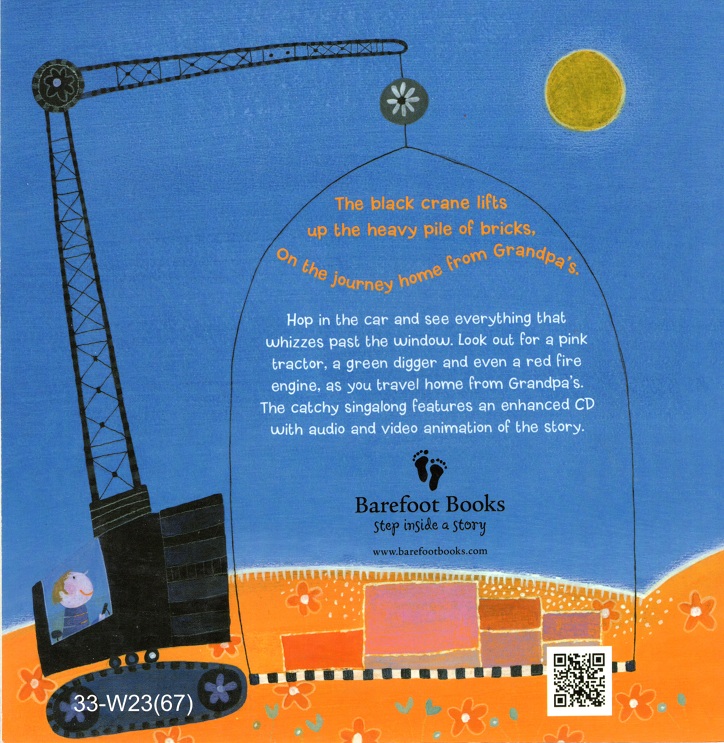 The black crane lifts
up the heavy pile of bricks,
On the journey home from Grandpa's.
Hop in the car and see everything that
whizzes past the window. Look out for a pink
tractor, a green digger and even a red fire
engine, as you travel home from Grandpa's.
The catchy singalong features an enhanced CD
with audio and video animation of the story.
Barefoot Books
step inside a story
www.barefootbooks.com
33-W23(67)